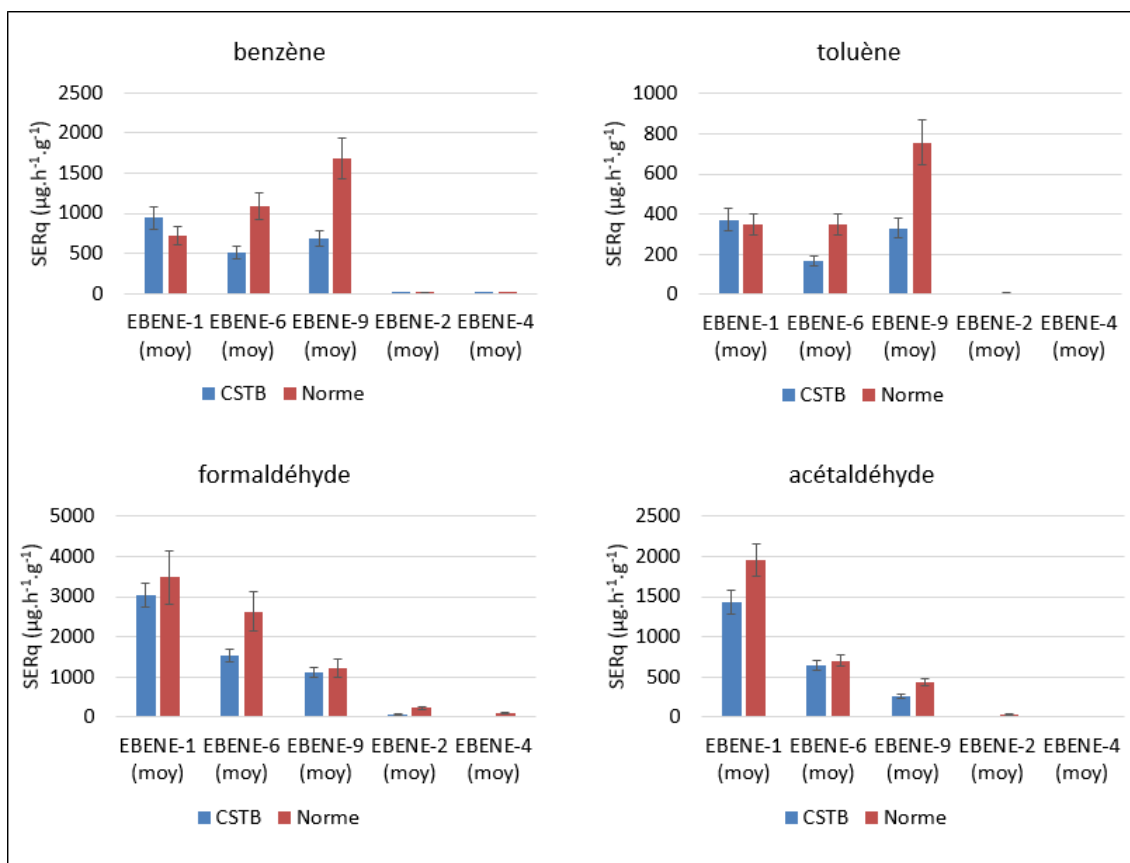 benzène
SERq (µg.h⁻¹.g⁻¹)
2500
2000
1500
1000
500
0
EBENE-1 EBENE-6 EBENE-9 EBENE-2 EBENE-4
(moy) (moy) (moy) (moy) (moy)
CSTB Norme
toluène
SERq (µg.h⁻¹.g⁻¹)
1000
800
600
400
200
0
EBENE-1 EBENE-6 EBENE-9 EBENE-2 EBENE-4
(moy) (moy) (moy) (moy) (moy)
CSTB Norme
formaldéhyde
SERq (µg.h⁻¹.g⁻¹)
5000
4000
3000
2000
1000
0
EBENE-1 EBENE-6 EBENE-9 EBENE-2 EBENE-4
(moy) (moy) (moy) (moy) (moy)
CSTB Norme
acétaldéhyde
SERq (µg.h⁻¹.g⁻¹)
2500
2000
1500
1000
500
0
EBENE-1 EBENE-6 EBENE-9 EBENE-2 EBENE-4
(moy) (moy) (moy) (moy) (moy)
CSTB Norme